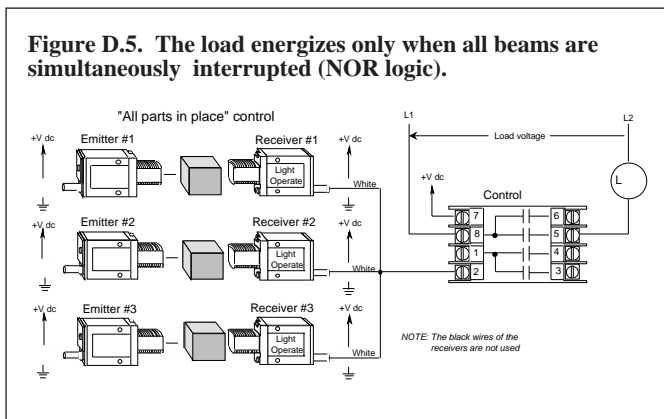 Figure D.5. The load energizes only when all beams are
simultaneously interrupted (NOR logic).
"All parts in place" control
L1
L2
Load voltage
L
+V dc
Emitter #1
Receiver #1
+V dc
Light
Operate
White
+V dc
Control
7
6
8
5
1
4
2
3
+V dc
Emitter #2
Receiver #2
+V dc
Light
Operate
White
+V dc
Emitter #3
Receiver #3
+V dc
Light
Operate
White
NOTE: The black wires of the
receivers are not used